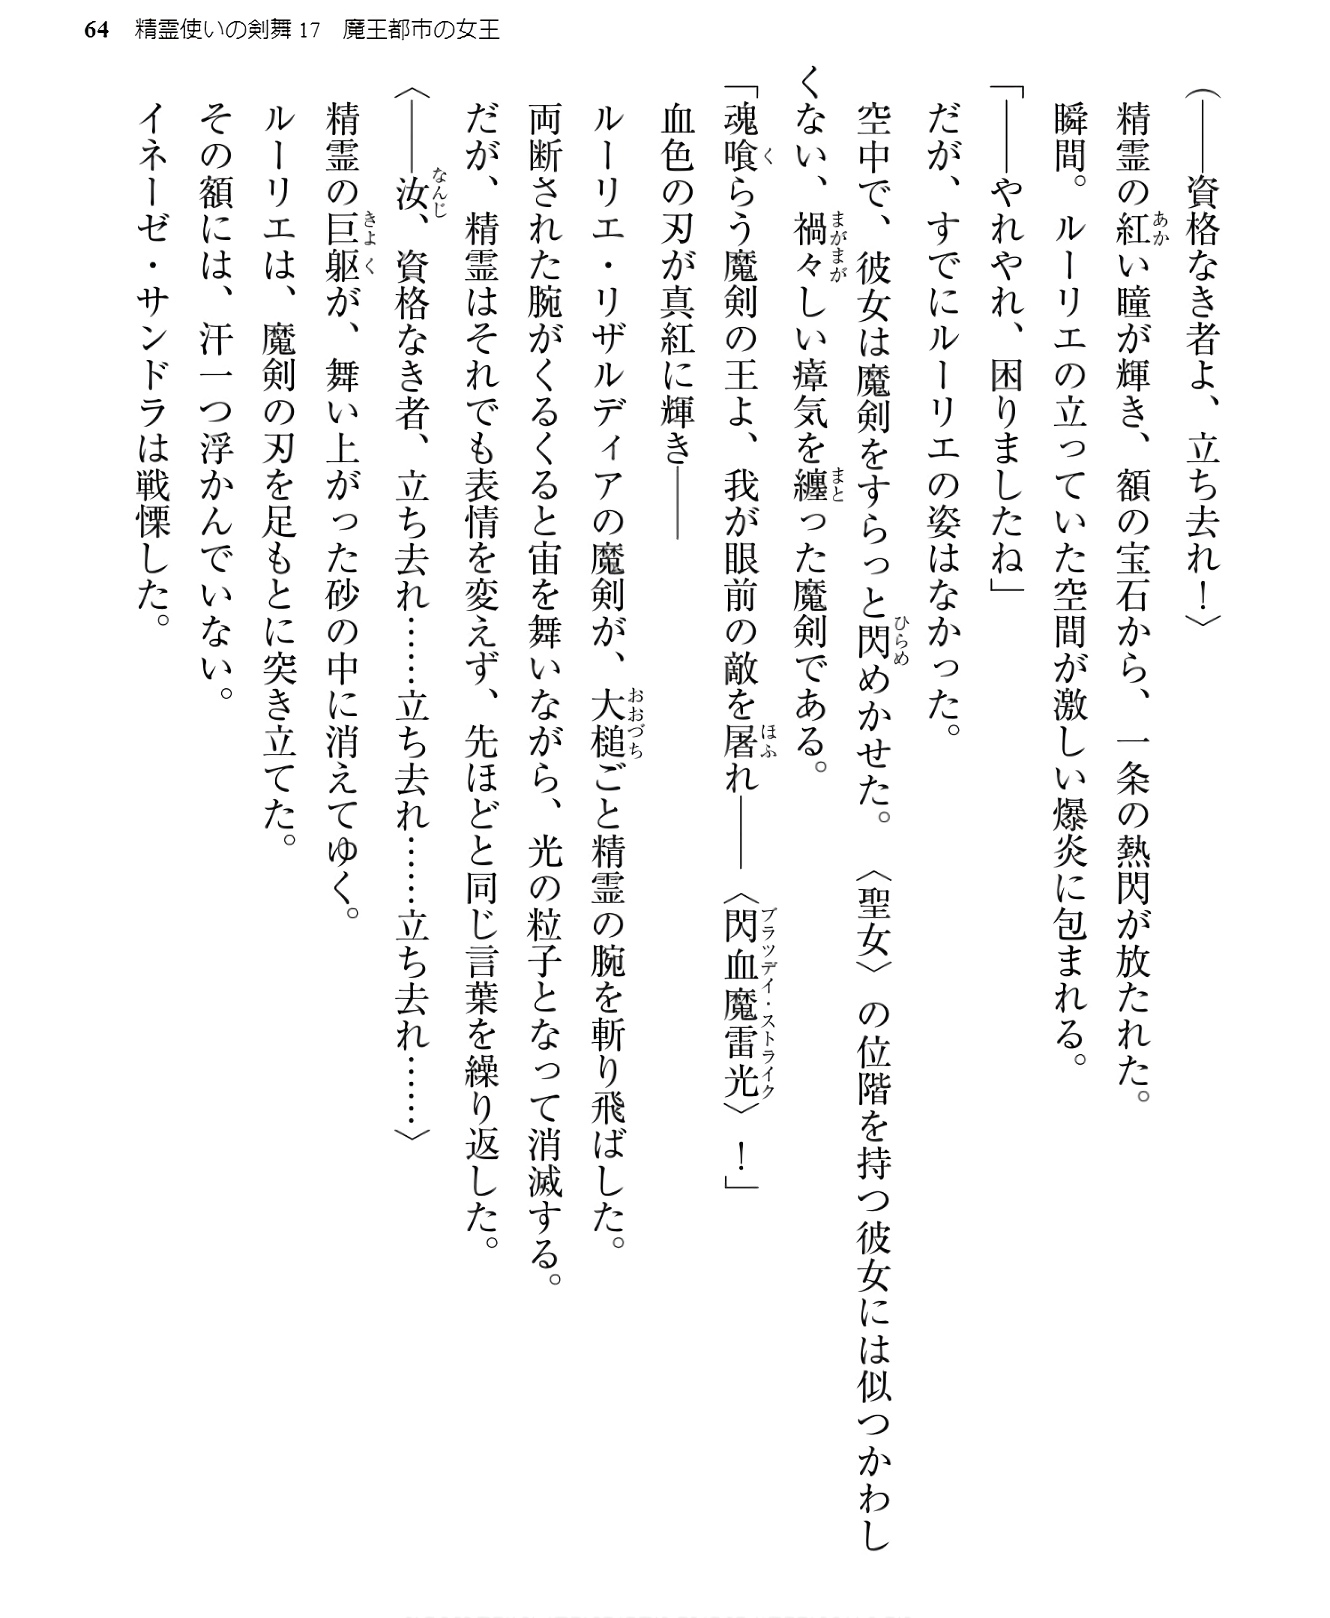 64 精霊使いの剣舞 17 魔王都市の女王
(――資格なき者よ、立ち去れ！〉
精霊の紅い瞳が輝き、額の宝石から、一条の熱閃が放たれた。
瞬間。ルーリエの立っていた空間が激しい爆炎に包まれる。
「――やれやれ、困りましたね」
だが、すでにルーリエの姿はなかった。
空中で、彼女は魔剣をすらっと閃めかせた。〈聖女〉の位階を持つ彼女には似つかわし
くない、禍々しい瘴気を纏った魔剣である。
「魂喰らう魔剣の王よ、我が眼前の敵を屠れ――〈閃血魔雷光〉！」
血色の刃が真紅に輝き――
ルーリエ・リザルディアの魔剣が、大槌ごと精霊の腕を斬り飛ばした。
両断された腕がくるくると宙を舞いながら、光の粒子となって消滅する。
だが、精霊はそれでも表情を変えず、先ほどと同じ言葉を繰り返した。
〈――汝、資格なき者、立ち去れ……立ち去れ……立ち去れ……〉
精霊の巨躯が、舞い上がった砂の中に消えてゆく。
ルーリエは、魔剣の刃を足もとに突き立てた。
その額には、汗一つ浮かんでいない。
イネーゼ・サンドラは戦慄した。